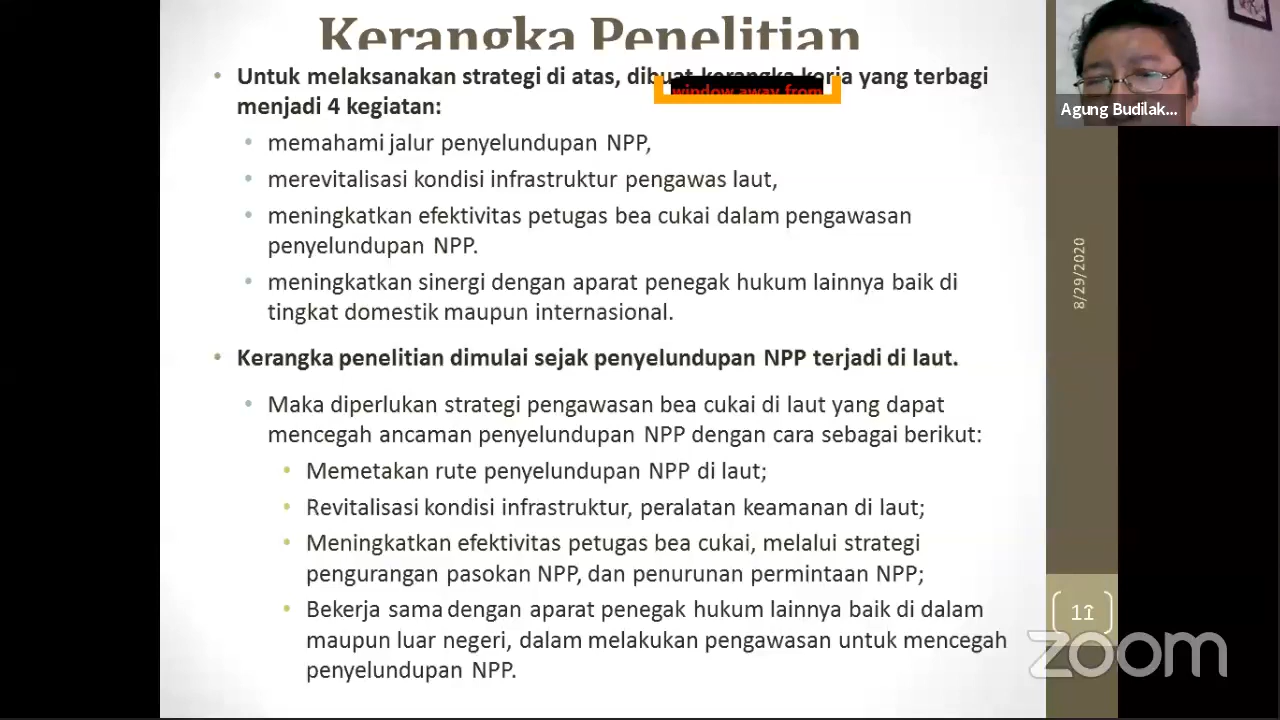 Kerangka Penelitian
• Untuk melaksanakan strategi di atas, dibuat kerangka kerja yang terbagi
menjadi 4 kegiatan:
window away from
• memahami jalur penyelundupan NPP,
• merevitalisasi kondisi infrastruktur pengawas laut,
• meningkatkan efektivitas petugas bea cukai dalam pengawasan
penyelundupan NPP.
• meningkatkan sinergi dengan aparat penegak hukum lainnya baik di
tingkat domestik maupun internasional.
• Kerangka penelitian dimulai sejak penyelundupan NPP terjadi di laut.
• Maka diperlukan strategi pengawasan bea cukai di laut yang dapat
mencegah ancaman penyelundupan NPP dengan cara sebagai berikut:
• Memetakan rute penyelundupan NPP di laut;
• Revitalisasi kondisi infrastruktur, peralatan keamanan di laut;
• Meningkatkan efektivitas petugas bea cukai, melalui strategi
pengurangan pasokan NPP, dan penurunan permintaan NPP;
• Bekerja sama dengan aparat penegak hukum lainnya baik di dalam
maupun luar negeri, dalam melakukan pengawasan untuk mencegah
penyelundupan NPP.
Agung Budilak...
8/29/2020
11
zoom